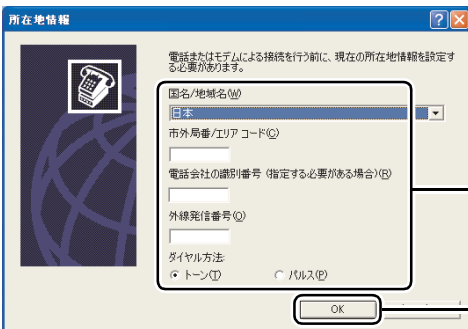 所在地情報
電話またはモデムによる接続を行う前に、現在の所在地情報を設定す
る必要があります。
国名/地域名(W)
日本
市外局番/エリア コード(C)
電話会社の識別番号 (指定する必要がある場合)(R)
外線発信番号(O)
ダイヤル方法:
トーン(T)
パルス(P)
OK